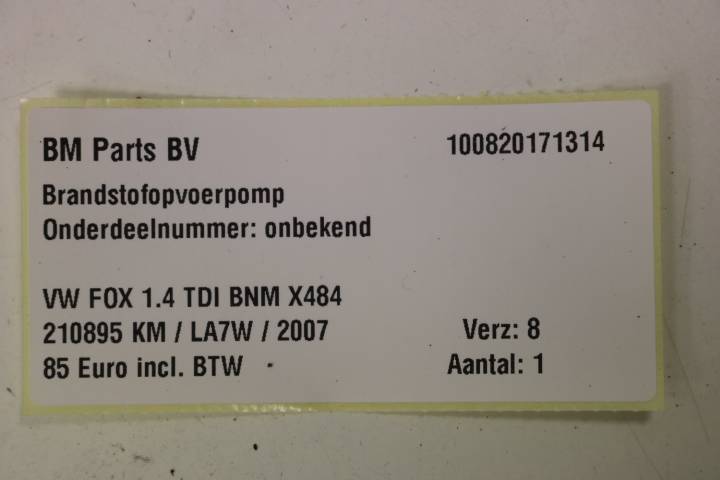 BM Parts BV 100820171314
Brandstofopvoerpomp
Onderdeelnummer: onbekend
VW FOX 1.4 TDI BNM X484
210895 KM / LA7W / 2007 Verz: 8
85 Euro incl. BTW Aantal: 1